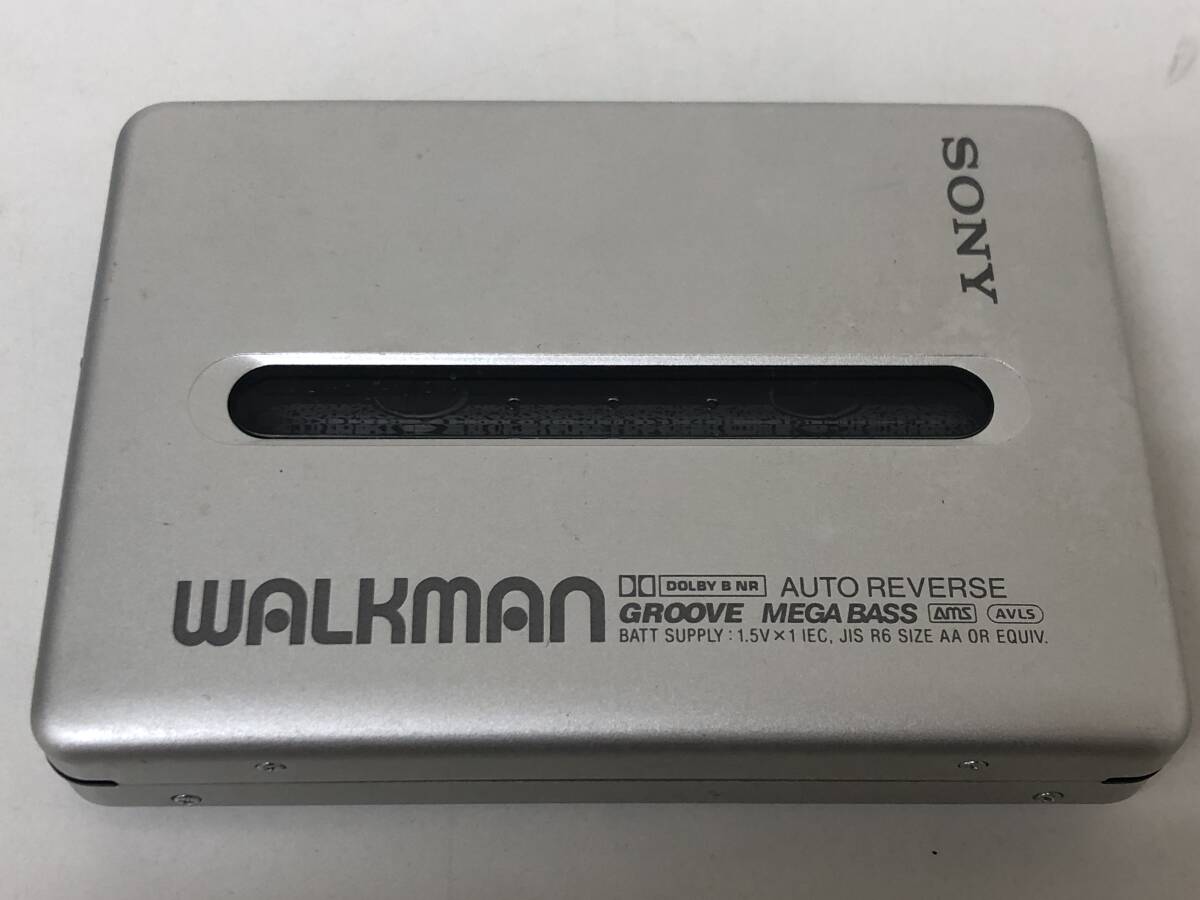 SONY
WALKMAN
DOLBY B NR AUTO REVERSE
GROOVE MEGA BASS AMS AVLS
BATT SUPPLY : 1.5V×1 IEC, JIS R6 SIZE AA OR EQUIV.